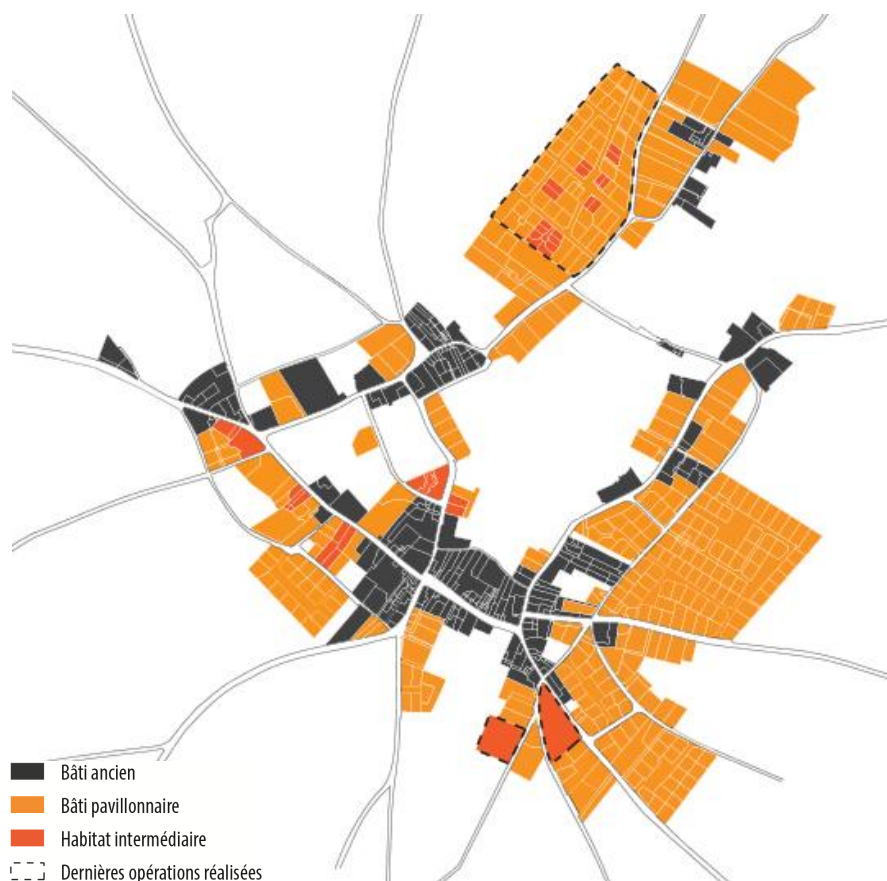 Bâti ancien
Bâti pavillonnaire
Habitat intermédiaire
Dernières opérations réalisées